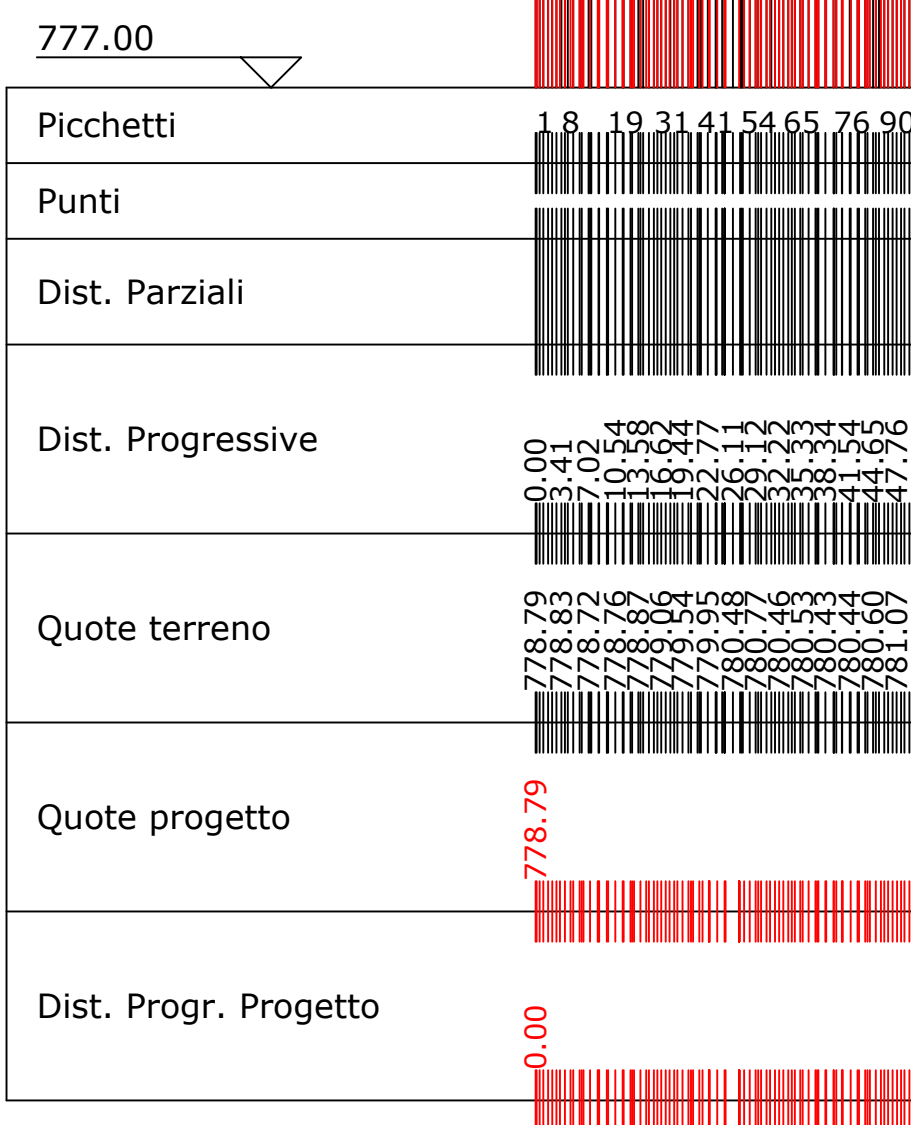 777.00
Picchetti 1 8 19 31 41 54 65 76 90
Punti
Dist. Parziali
Dist. Progressive 0.00 3.41 7.02 10.54 13.58 16.62 19.44 22.77 26.11 29.12 32.22 35.33 38.34 41.54 44.65 47.76
Quote terreno 778.79 778.83 778.72 778.76 778.87 779.06 779.54 779.95 780.48 780.77 780.46 780.53 780.43 780.44 780.60 781.07
Quote progetto 778.79
Dist. Progr. Progetto 0.00